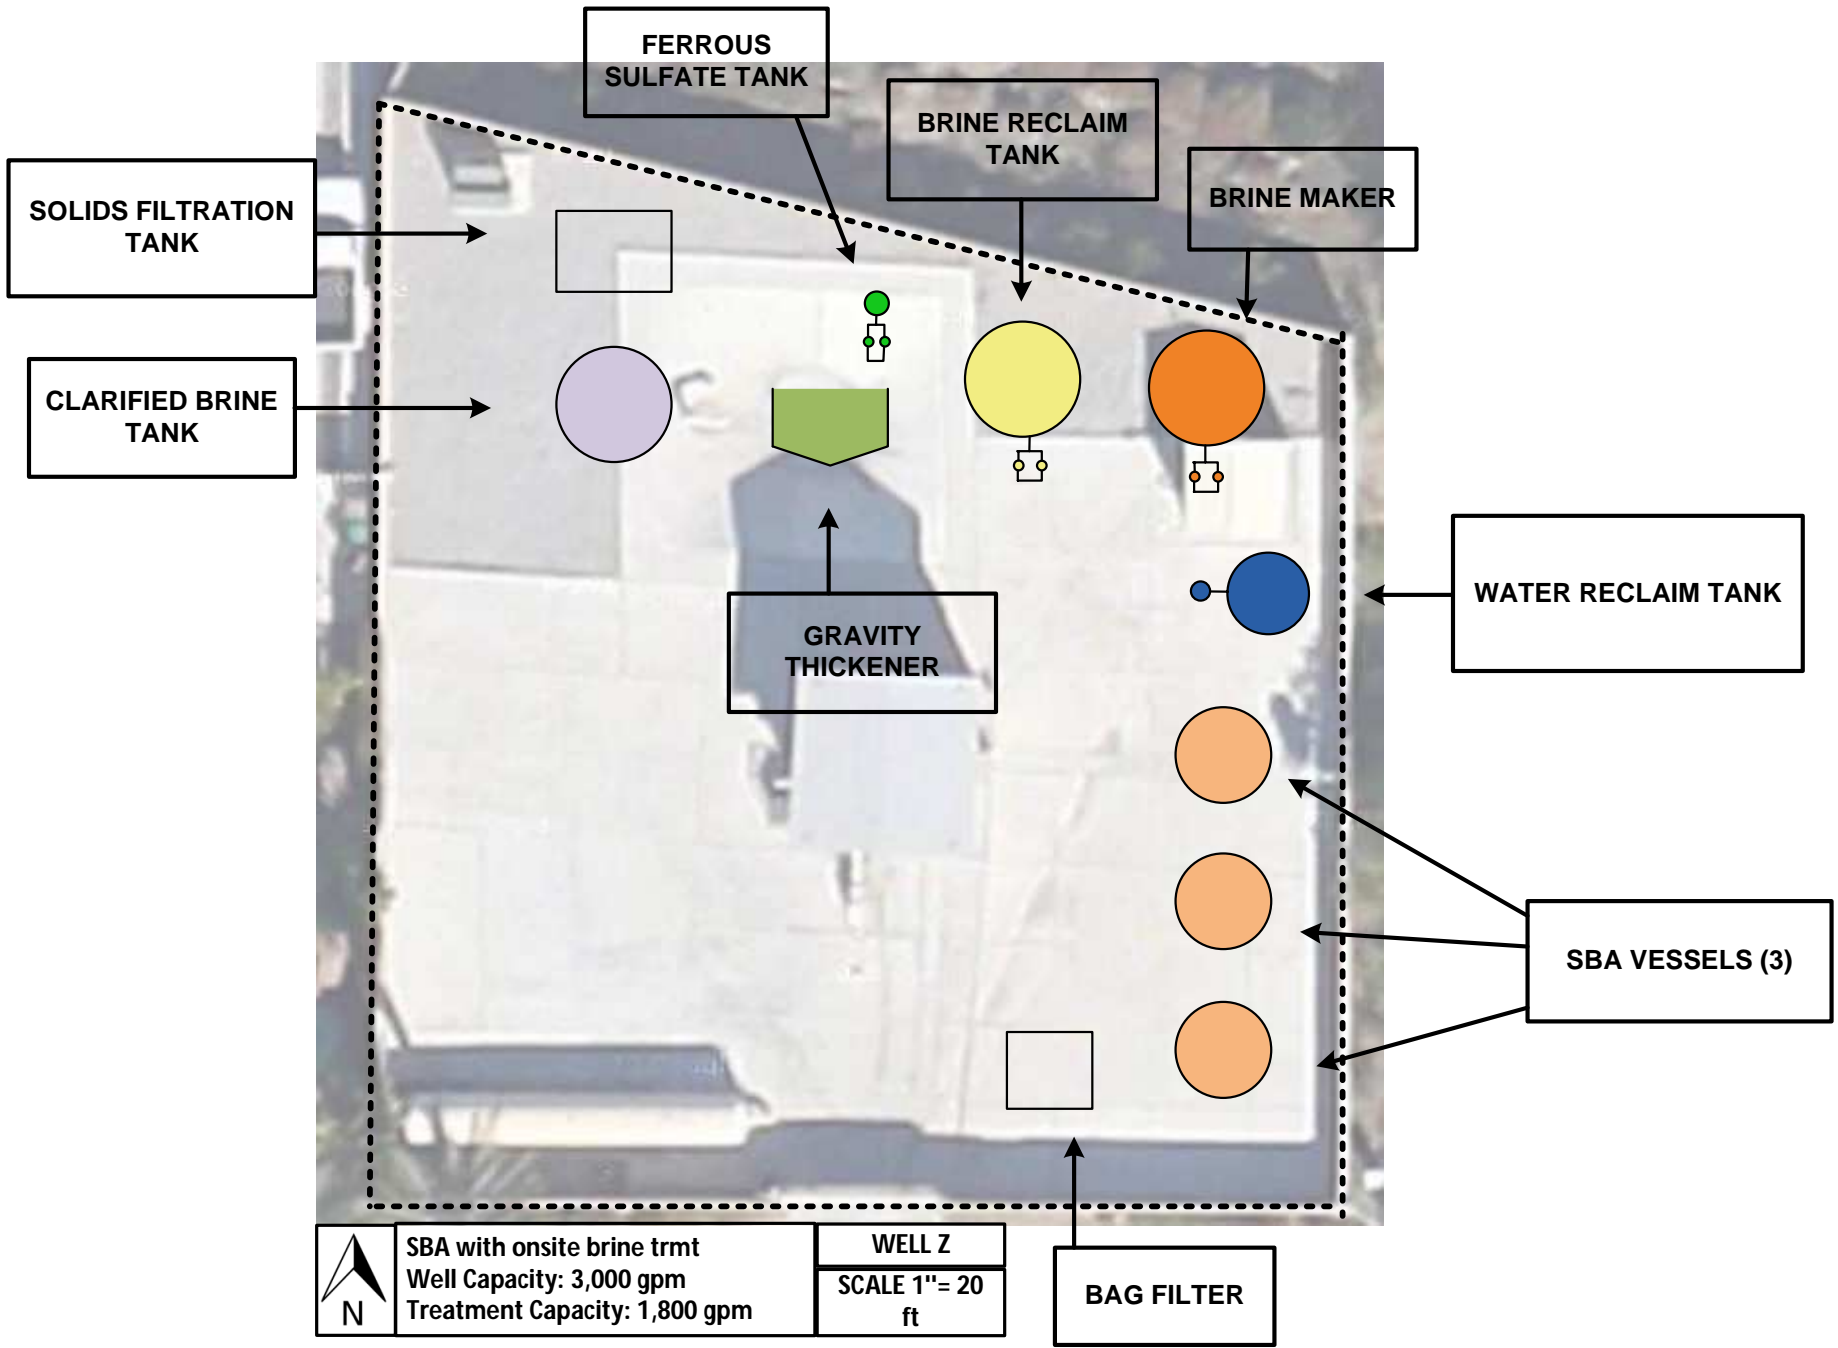 FERROUS
SULFATE TANK
BRINE RECLAIM
TANK
BRINE MAKER
SOLIDS FILTRATION
TANK
CLARIFIED BRINE
TANK
GRAVITY
THICKENER
WATER RECLAIM TANK
SBA VESSELS (3)
BAG FILTER
N
SBA with onsite brine trmt
Well Capacity: 3,000 gpm
Treatment Capacity: 1,800 gpm
WELL Z
SCALE 1"= 20
ft